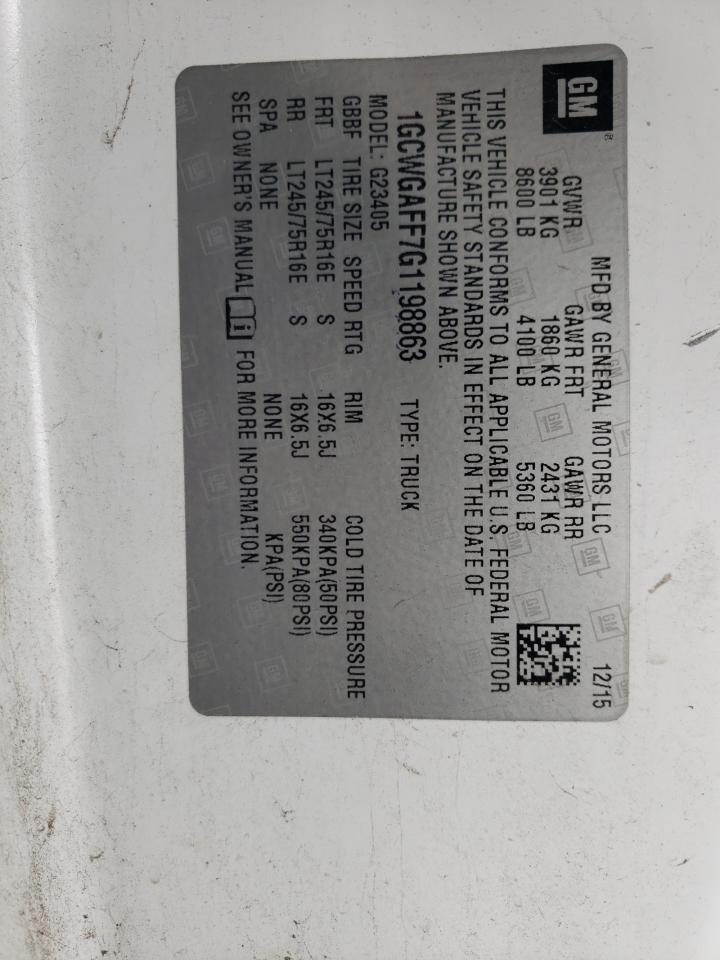 GM®
MFD BY GENERAL MOTORS LLC 12/15
GVWR GAWR FRT GAWR RR
3901 KG 1860 KG 2431 KG
8600 LB 4100 LB 5360 LB
THIS VEHICLE CONFORMS TO ALL APPLICABLE U.S. FEDERAL MOTOR
VEHICLE SAFETY STANDARDS IN EFFECT ON THE DATE OF
MANUFACTURE SHOWN ABOVE.
1GCWGAFF7G1198863 TYPE: TRUCK
MODEL: G23405
GBBF TIRE SIZE SPEED RTG RIM COLD TIRE PRESSURE
FRT LT245/75R16E S 16X6.5J 340KPA(50PSI)
RR LT245/75R16E S 16X6.5J 550KPA(80PSI)
SPA NONE NONE KPA(PSI)
SEE OWNER'S MANUAL i FOR MORE INFORMATION.